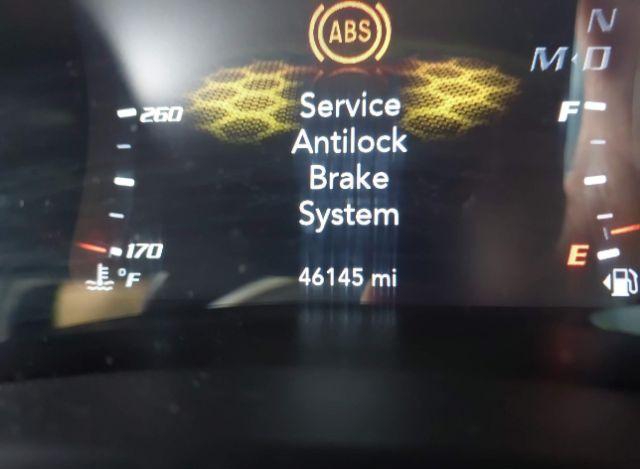 ABS
N
M D
260
Service
F
Antilock
Brake
System
170
E
°F
46145 mi